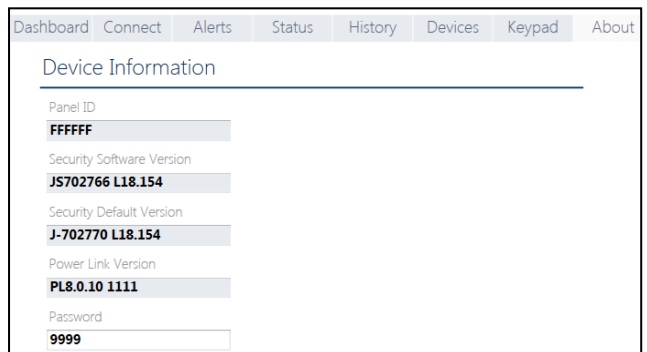 Dashboard Connect Alerts Status History Devices Keypad About
Device Information
Panel ID
FFFFFF
Security Software Version
JS702766 L18.154
Security Default Version
J-702770 L18.154
Power Link Version
PL8.0.10 1111
Password
9999